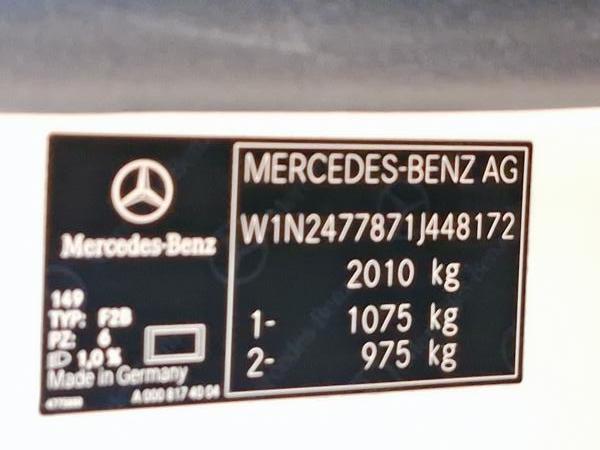 Mercedes-Benz
149
TYP: F2B
PZ: 6
1,0 %
Made in Germany
A 000 817 40 04
MERCEDES-BENZ AG
W1N2477871J448172
2010 kg
1- 1075 kg
2- 975 kg